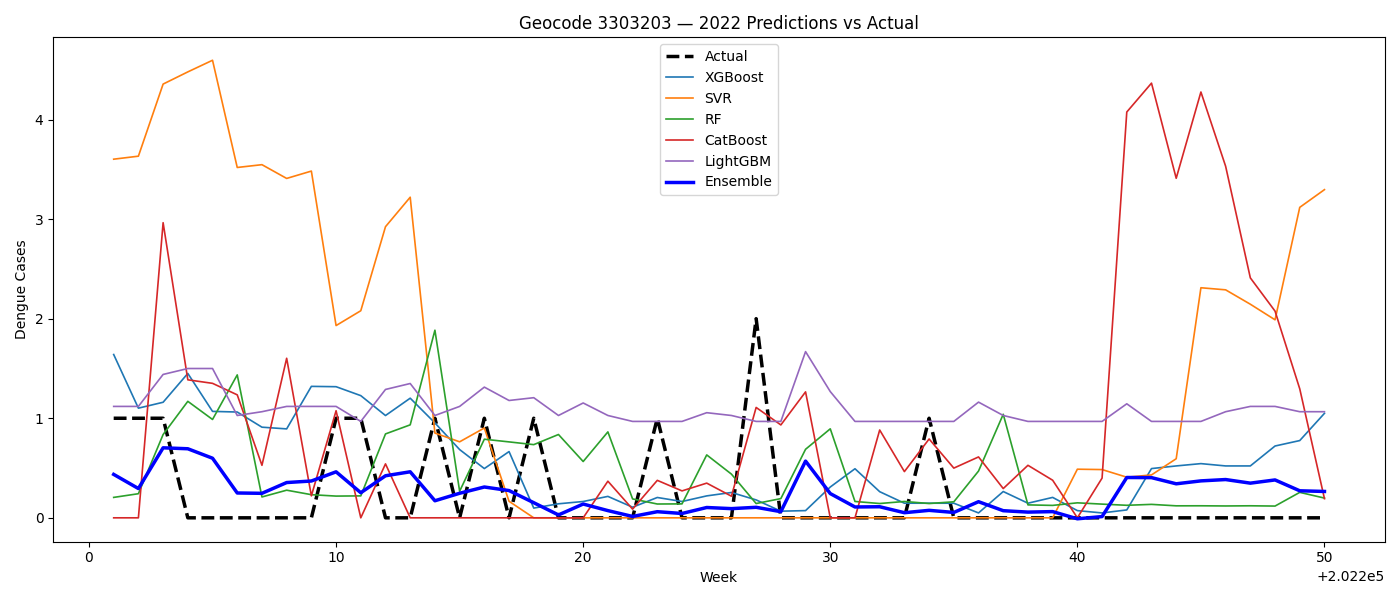 Geocode 3303203 — 2022 Predictions vs Actual
Actual
XGBoost
SVR
RF
CatBoost
LightGBM
Ensemble
Dengue Cases
4
3
2
1
0
0 10 20 30 40 50
Week
+2.022e5